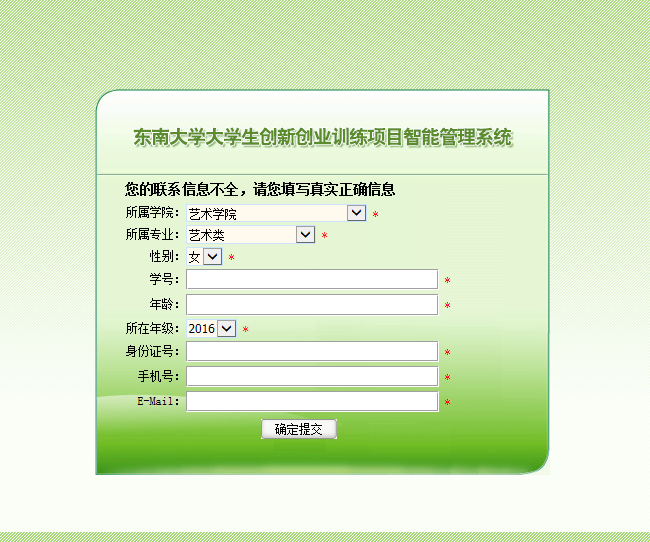 东南大学大学生创新创业训练项目智能管理系统
您的联系信息不全，请您填写真实正确信息
所属学院： 艺术学院 *
所属专业： 艺术类 *
性别： 女 *
学号： *
年龄： *
所在年级： 2016 *
身份证号： *
手机号： *
E-Mail： *
确定提交